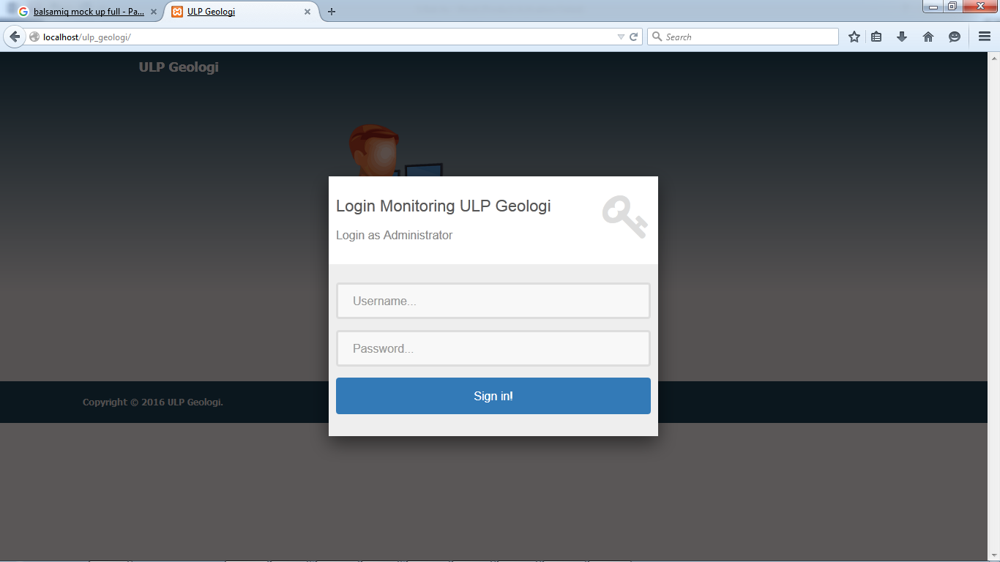 balsamiq mock up full - Pa...
ULP Geologi
localhost/ulp_geologi/
Search
ULP Geologi
Login Monitoring ULP Geologi
Login as Administrator
Username...
Password...
Sign in!
Copyright © 2016 ULP Geologi.